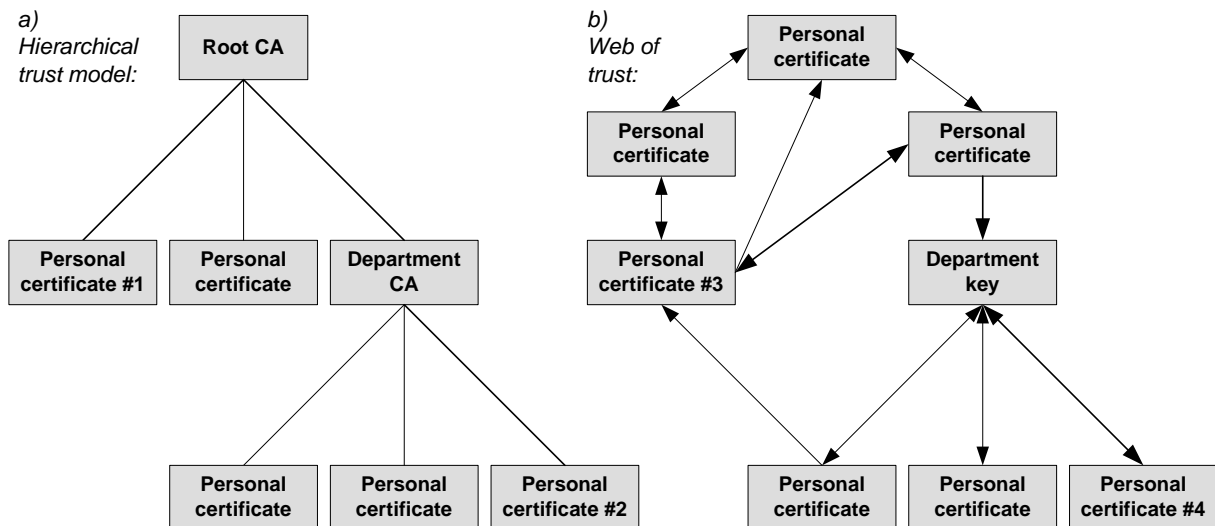 a)
Hierarchical
trust model:
Root CA
Personal
certificate #1
Personal
certificate
Department
CA
Personal
certificate
Personal
certificate
Personal
certificate #2
b)
Web of
trust:
Personal
certificate
Personal
certificate
Personal
certificate
Personal
certificate #3
Department
key
Personal
certificate
Personal
certificate
Personal
certificate #4